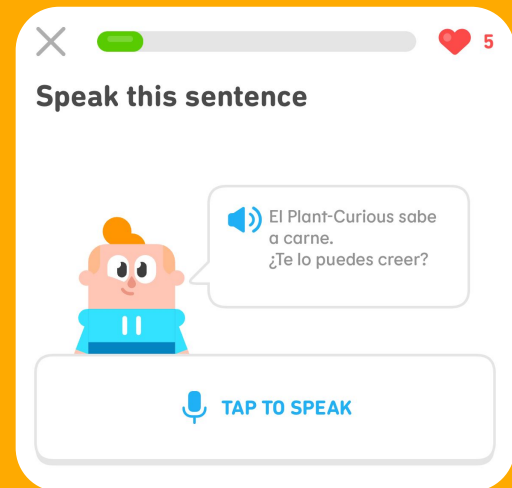 5
Speak this sentence
El Plant-Curious sabe
a carne.
¿Te lo puedes creer?
TAP TO SPEAK